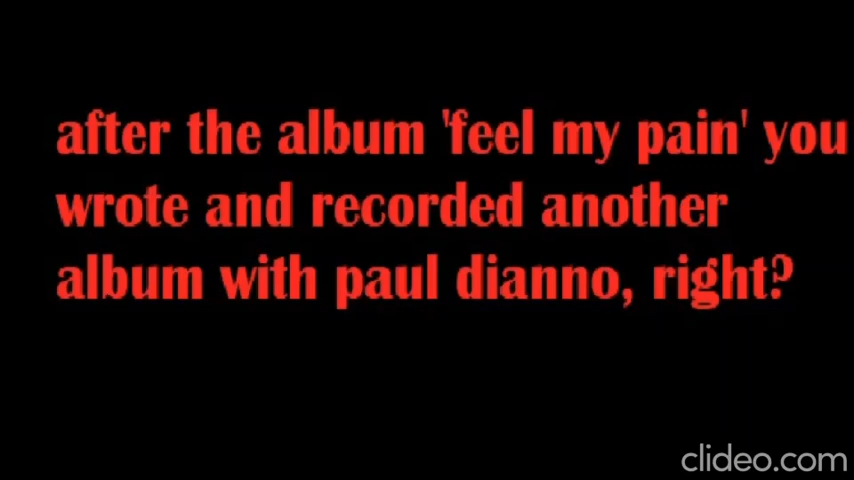 after the album 'feel my pain' you
wrote and recorded another
album with paul dianno, right?
clideo.com